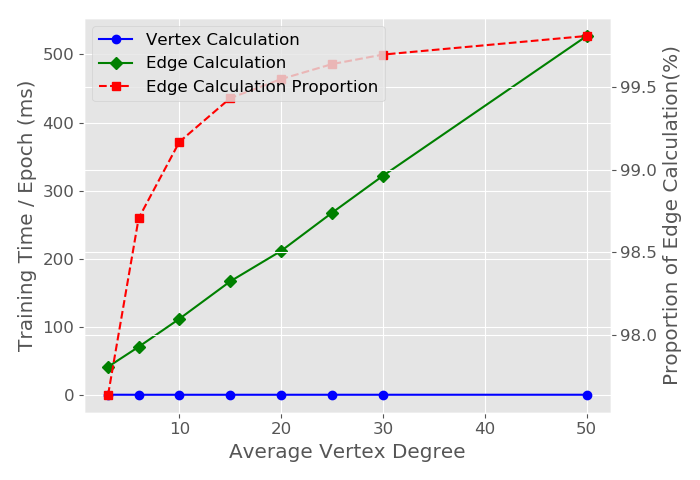 Vertex Calculation
Edge Calculation
Edge Calculation Proportion
Training Time / Epoch (ms)
500
400
300
200
100
0
Proportion of Edge Calculation(%)
99.5
99.0
98.5
98.0
10
20
30
40
50
Average Vertex Degree